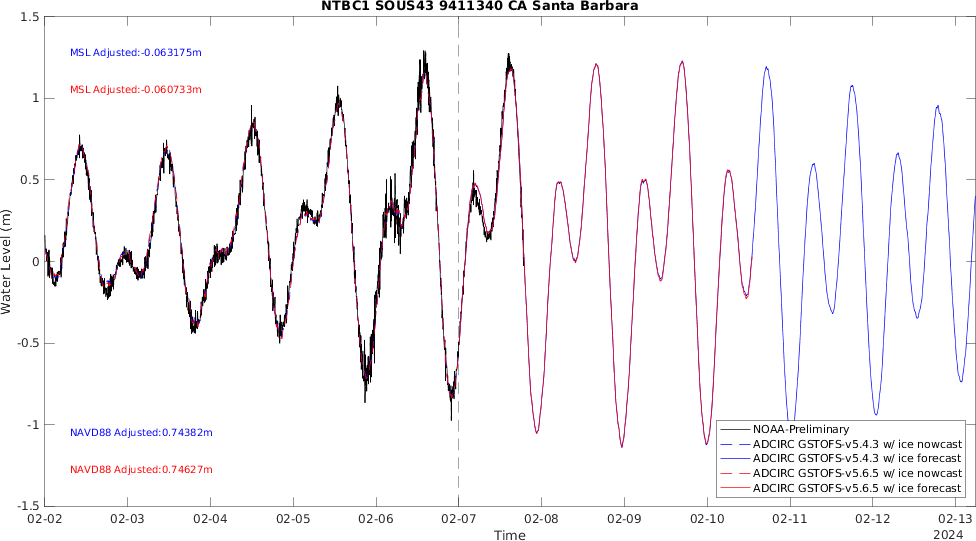 NTBC1 SOUS43 9411340 CA Santa Barbara
1.5
1
0.5
0
-0.5
-1
-1.5
Water Level (m)
MSL Adjusted:-0.063175m
MSL Adjusted:-0.060733m
NAVD88 Adjusted:0.74382m
NAVD88 Adjusted:0.74627m
NOAA-Preliminary
ADCIRC GSTOFS-v5.4.3 w/ ice nowcast
ADCIRC GSTOFS-v5.4.3 w/ ice forecast
ADCIRC GSTOFS-v5.6.5 w/ ice nowcast
ADCIRC GSTOFS-v5.6.5 w/ ice forecast
02-02 02-03 02-04 02-05 02-06 02-07 02-08 02-09 02-10 02-11 02-12 02-13
Time
2024